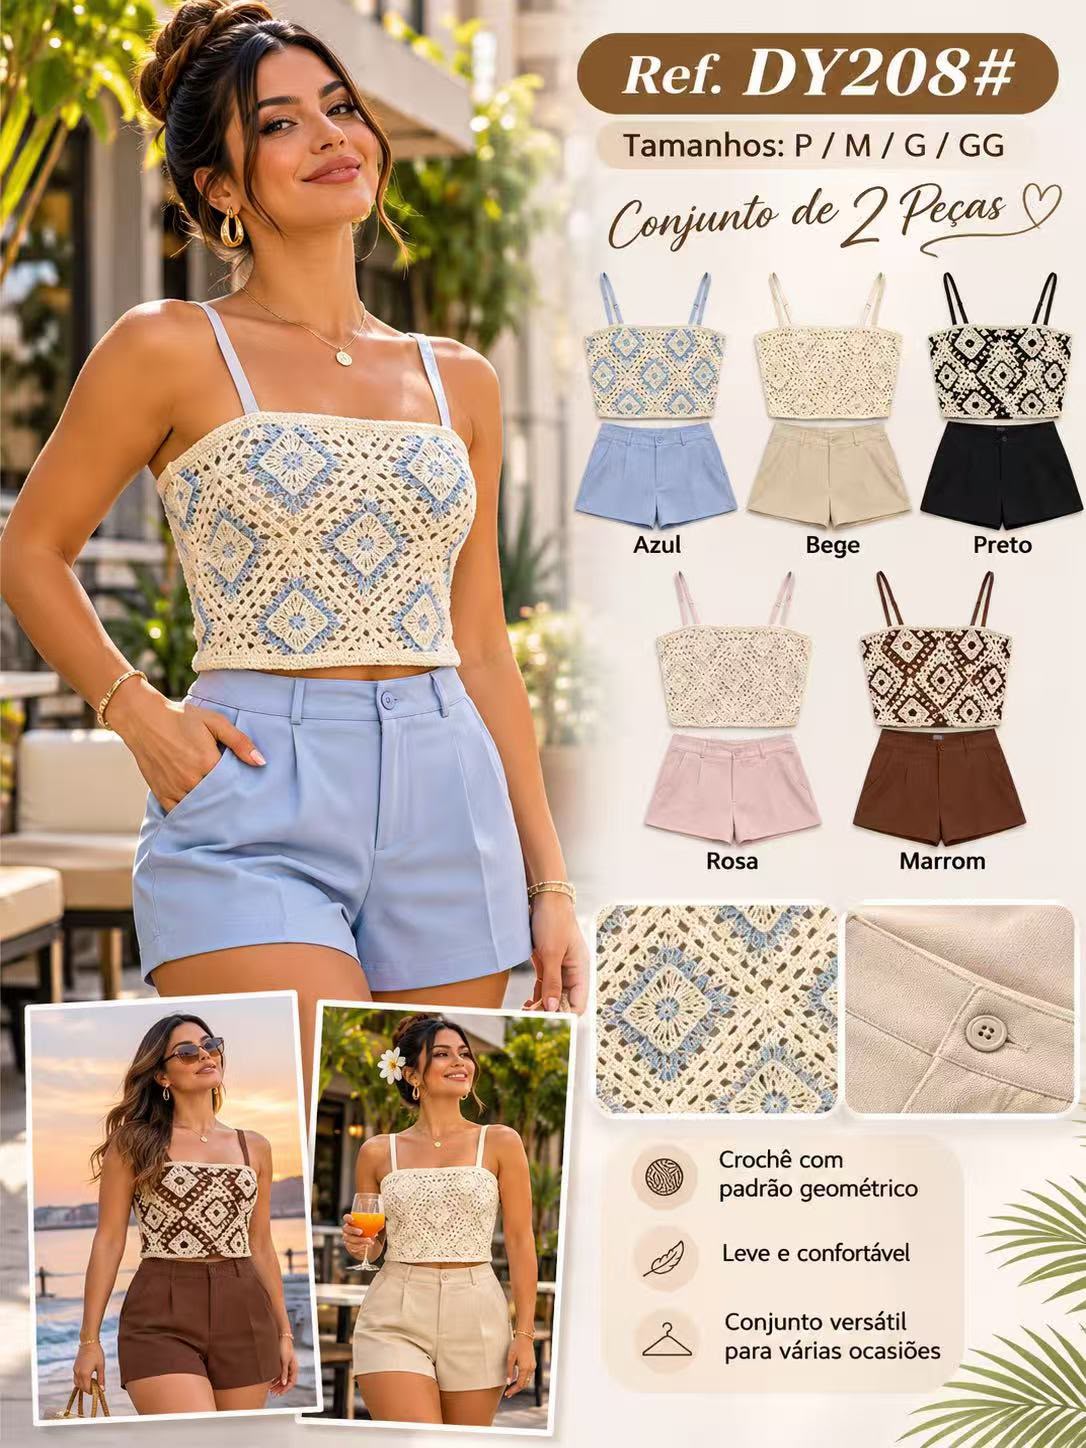 Ref. DY208#
Tamanhos: P / M / G / GG
Conjunto de 2 Peças
Azul
Bege
Preto
Rosa
Marrom
Crochê com
padrão geométrico
Leve e confortável
Conjunto versátil
para várias ocasiões